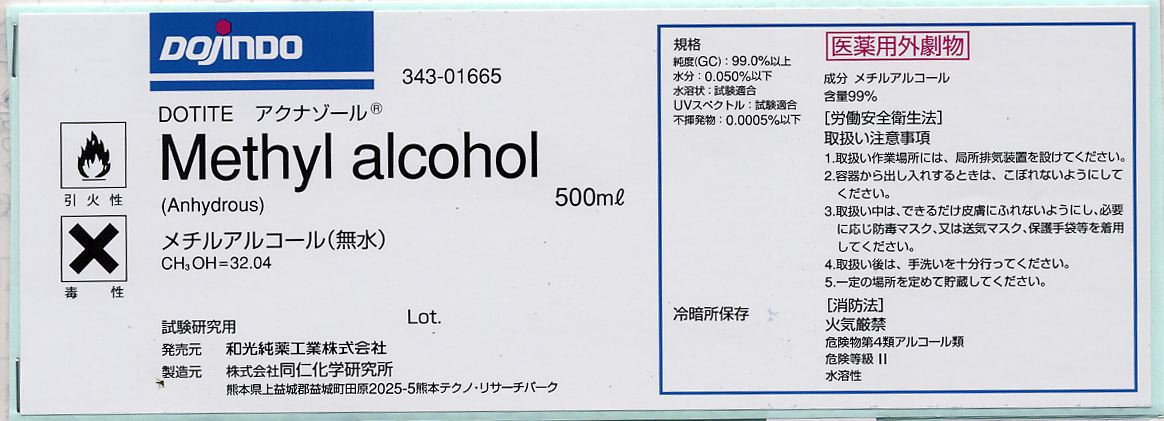 DOJINDO
343-01665
DOTITE アクナゾール®
Methyl alcohol
500mℓ
(Anhydrous)
メチルアルコール(無水)
CH₃OH=32.04
引火性
毒性
試験研究用
Lot.
発売元 和光純薬工業株式会社
製造元 株式会社同仁化学研究所
熊本県上益城郡益城町田原2025-5熊本テクノ・リサーチパーク
規格
純度(GC):99.0%以上
水分:0.050%以下
水溶状:試験適合
UVスペクトル:試験適合
不揮発物:0.0005%以下
冷暗所保存
医薬用外劇物
成分 メチルアルコール
含量99%
[労働安全衛生法]
取扱い注意事項
1.取扱い作業場所には、局所排気装置を設けてください。
2.容器から出し入れするときは、こぼれないようにして
ください。
3.取扱い中は、できるだけ皮膚にふれないようにし、必要
に応じ防毒マスク、又は送気マスク、保護手袋等を着用
してください。
4.取扱い後は、手洗いを十分行ってください。
5.一定の場所を定めて貯蔵してください。
[消防法]
火気厳禁
危険物第4類アルコール類
危険等級 II
水溶性